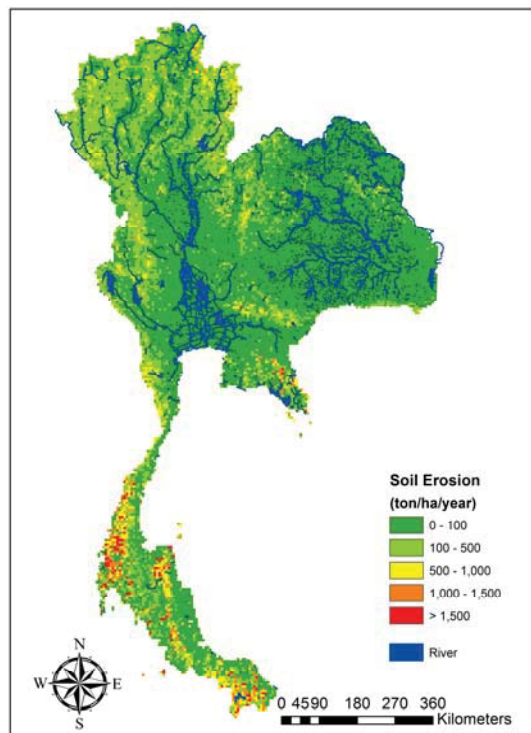 Soil Erosion
(ton/ha/year)
0 - 100
100 - 500
500 - 1,000
1,000 - 1,500
> 1,500
River
N
W E
S
0 4590 180 270 360
Kilometers